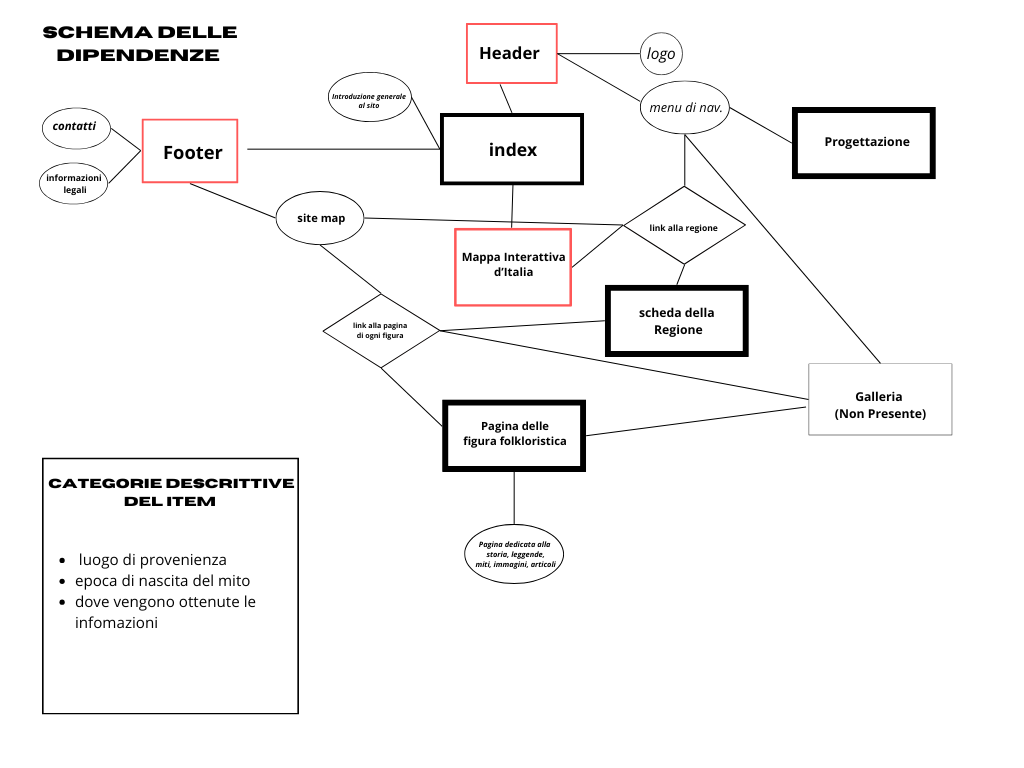 SCHEMA DELLE
DIPENDENZE
Header
logo
Introduzione generale
al sito
menu di nav.
contatti
Footer
index
Progettazione
informazioni
legali
site map
link alla regione
Mappa Interattiva
d'Italia
scheda della
Regione
link alla pagina
di ogni figura
Galleria
(Non Presente)
Pagina delle
figura folkloristica
CATEGORIE DESCRITTIVE
DEL ITEM
Pagina dedicata alla
storia, leggende,
miti, immagini, articoli
• luogo di provenienza
• epoca di nascita del mito
• dove vengono ottenute le
infomazioni